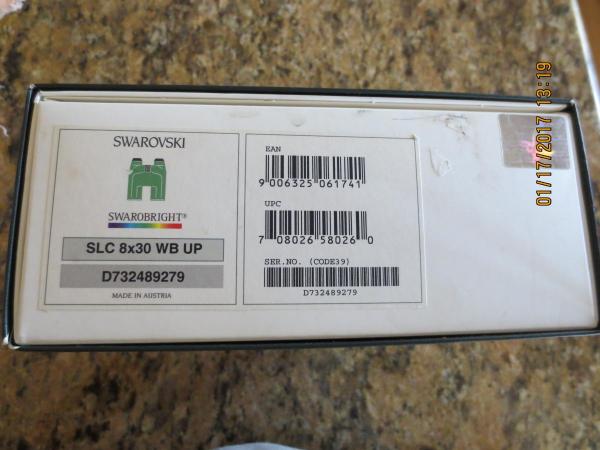 SWAROVSKI
SWAROBRIGHT®
SLC 8x30 WB UP
D732489279
MADE IN AUSTRIA
EAN
9 006325 061741
UPC
7 08026 58026 0
SER.NO. (CODE39)
D732489279
01/17/2017 13:19